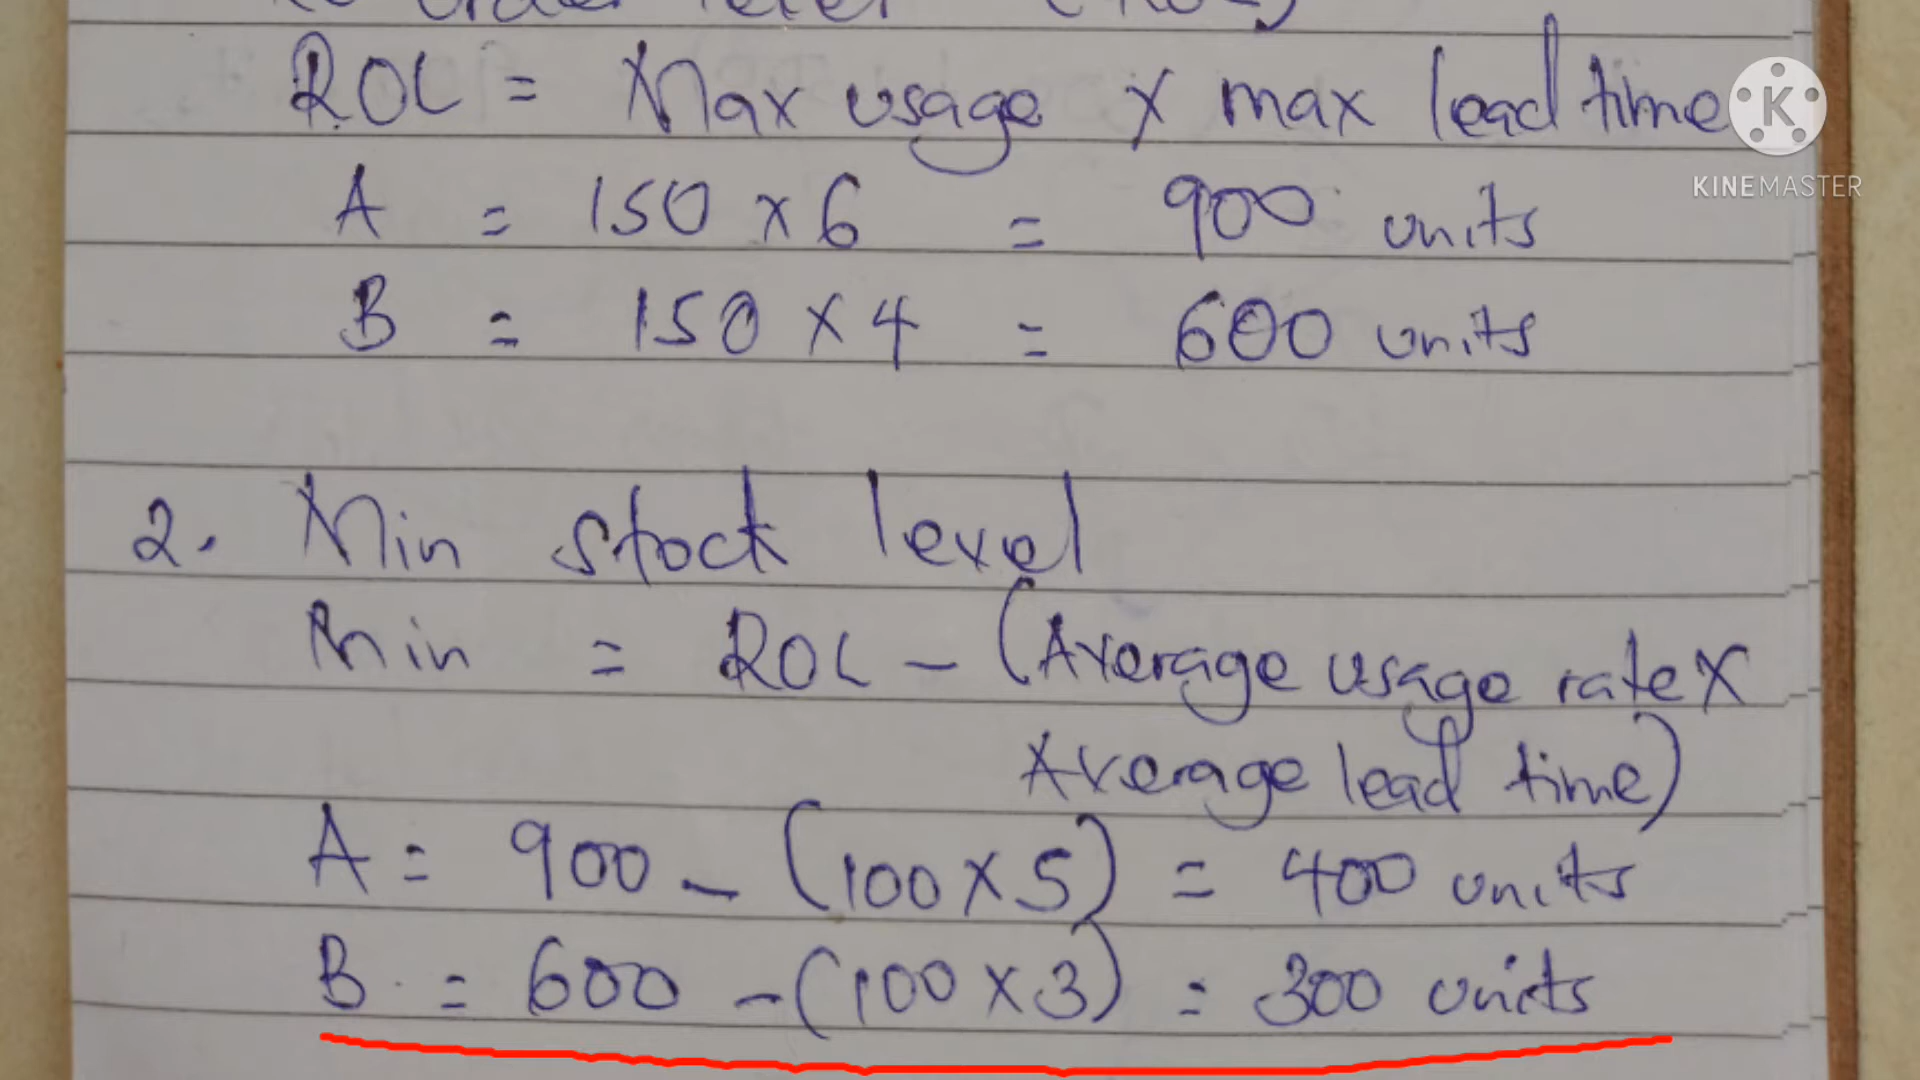 ROL = Max usage x max lead time
K
KINEMASTER
A = 150 x 6 = 900 units
B = 150 x 4 = 600 units
2. Min stock level
Min = ROL - (Average usage rate x
Average lead time)
A = 900 - (100 x 5) = 400 units
B = 600 - (100 x 3) = 300 units